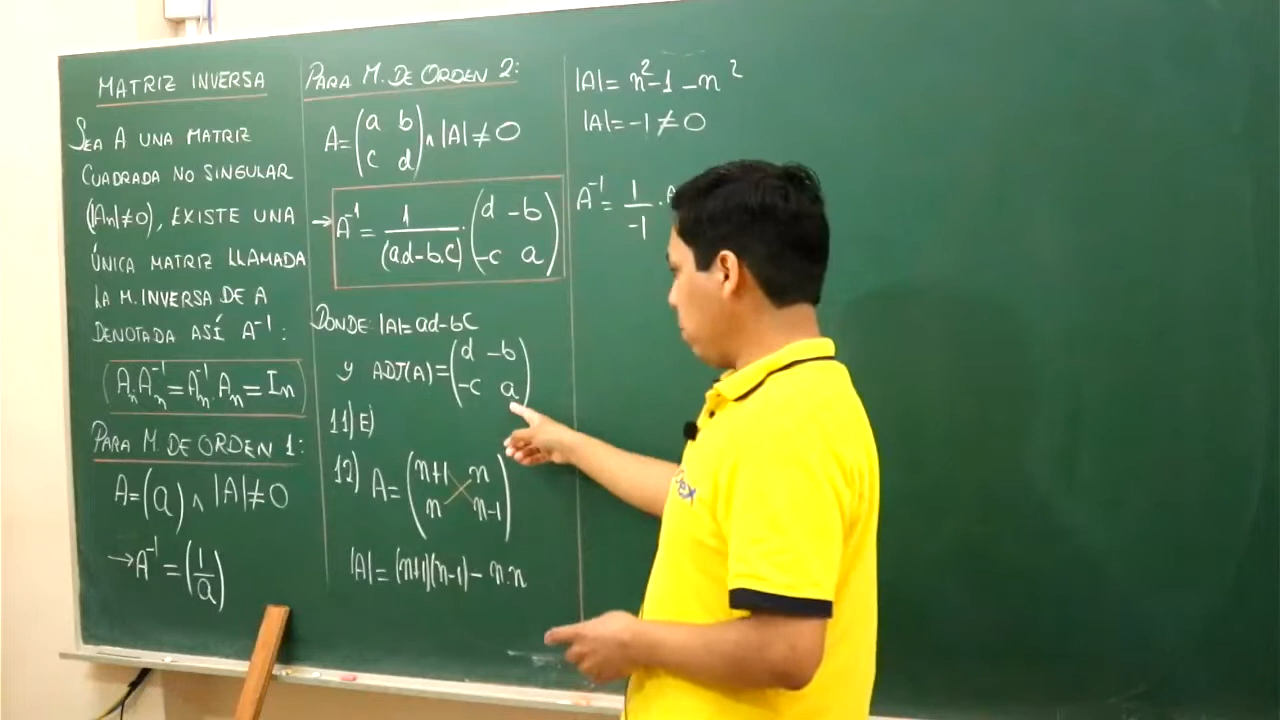 MATRIZ INVERSA
SEA A UNA MATRIZ
CUADRADA NO SINGULAR
(|An|≠0), EXISTE UNA
ÚNICA MATRIZ LLAMADA
LA M. INVERSA DE A
DENOTADA ASÍ A⁻¹:
Aₙ.Aₙ⁻¹=Aₙ⁻¹.Aₙ=Iₙ
PARA M. DE ORDEN 1:
A=(a) ∧ |A|≠0
→A⁻¹=(1/a)
PARA M. DE ORDEN 2:
A=(a b
c d) ∧ |A|≠0
→ A⁻¹= 1/(ad-b.c) . (d -b
-c a)
DONDE: |A|=ad-bc
y ADJ(A)=(d -b
-c a)
11) E)
12) A=(n+1 n
n n-1)
|A|=(n+1)(n-1)-n.n
|A|= n²-1-n²
|A|=-1≠0
A⁻¹= 1/-1 .